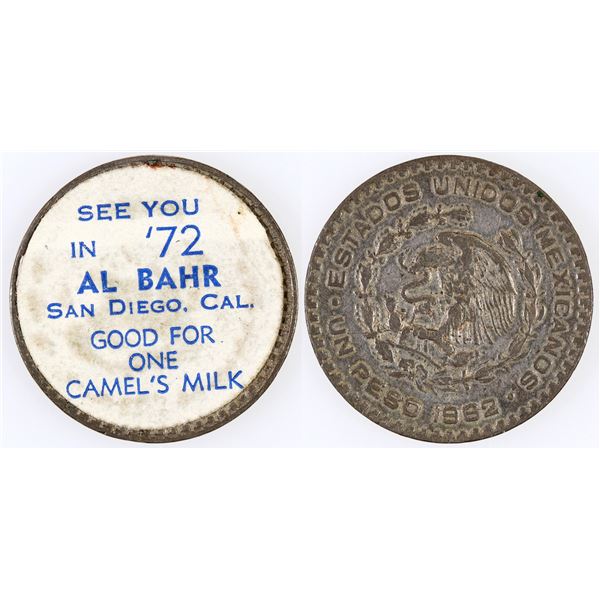 SEE YOU
IN '72
AL BAHR
SAN DIEGO, CAL.
GOOD FOR
ONE
CAMEL'S MILK
ESTADOS UNIDOS MEXICANOS
UN PESO 1962